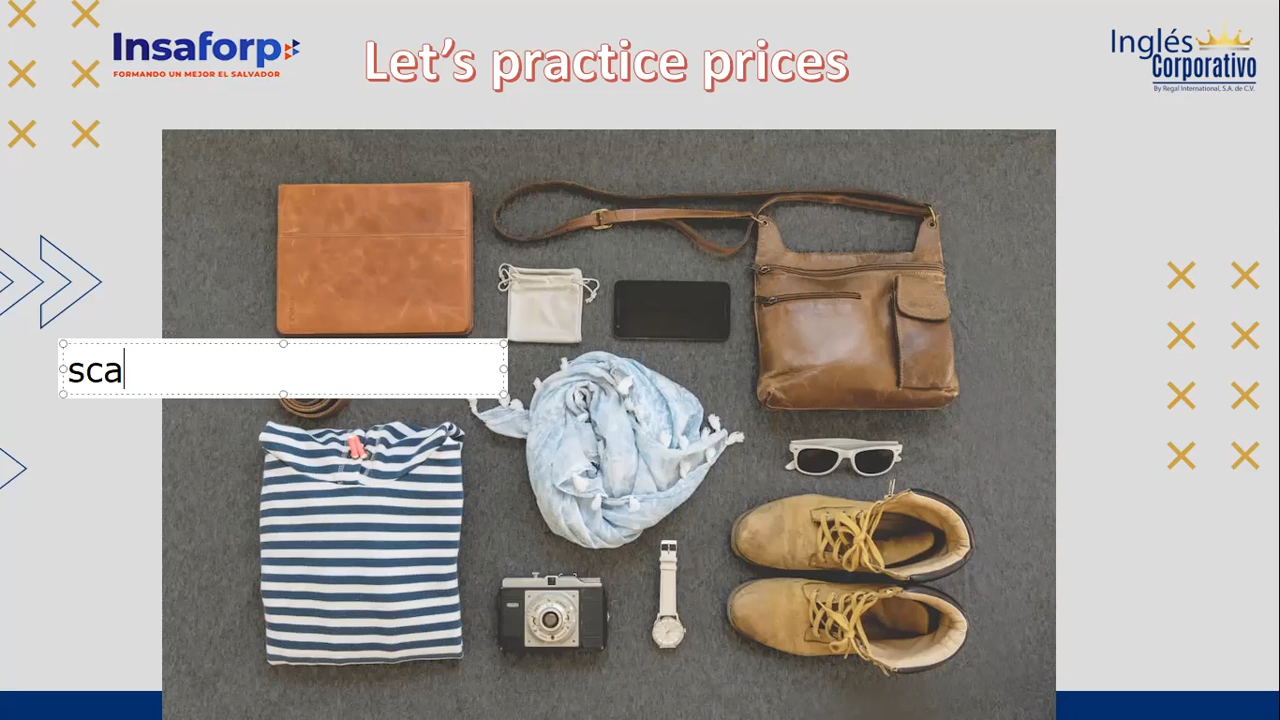 Insaforp
FORMANDO UN MEJOR EL SALVADOR
Let's practice prices
Inglés
Corporativo
By Regal International, S.A. de C.V.
sca